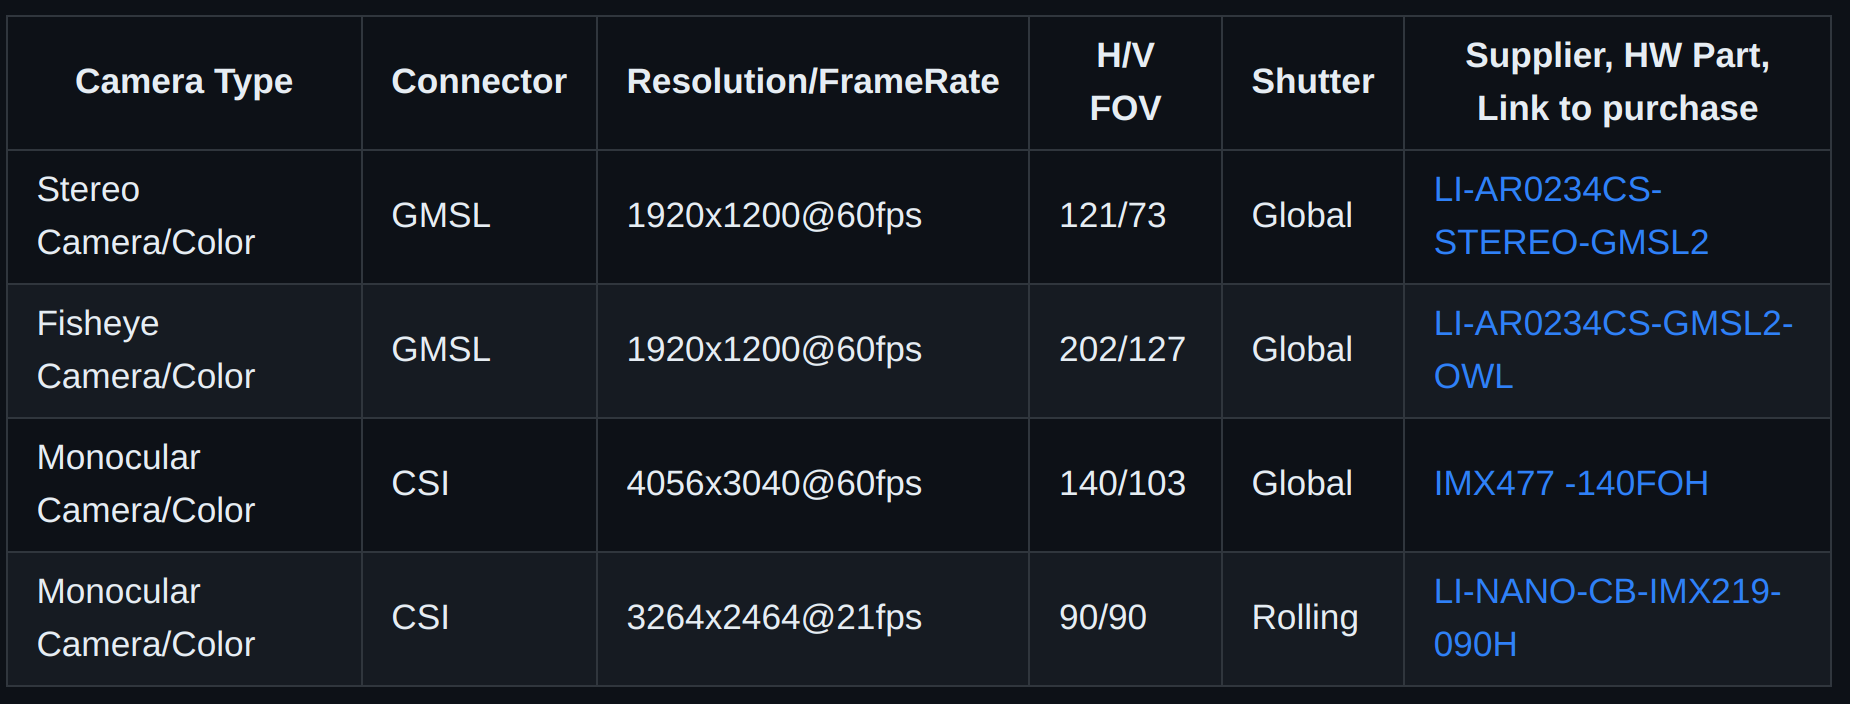 Camera Type
Connector
Resolution/FrameRate
H/V
FOV
Shutter
Supplier, HW Part,
Link to purchase
Stereo
Camera/Color
GMSL
1920x1200@60fps
121/73
Global
LI-AR0234CS-
STEREO-GMSL2
Fisheye
Camera/Color
GMSL
1920x1200@60fps
202/127
Global
LI-AR0234CS-GMSL2-
OWL
Monocular
Camera/Color
CSI
4056x3040@60fps
140/103
Global
IMX477 -140FOH
Monocular
Camera/Color
CSI
3264x2464@21fps
90/90
Rolling
LI-NANO-CB-IMX219-
090H